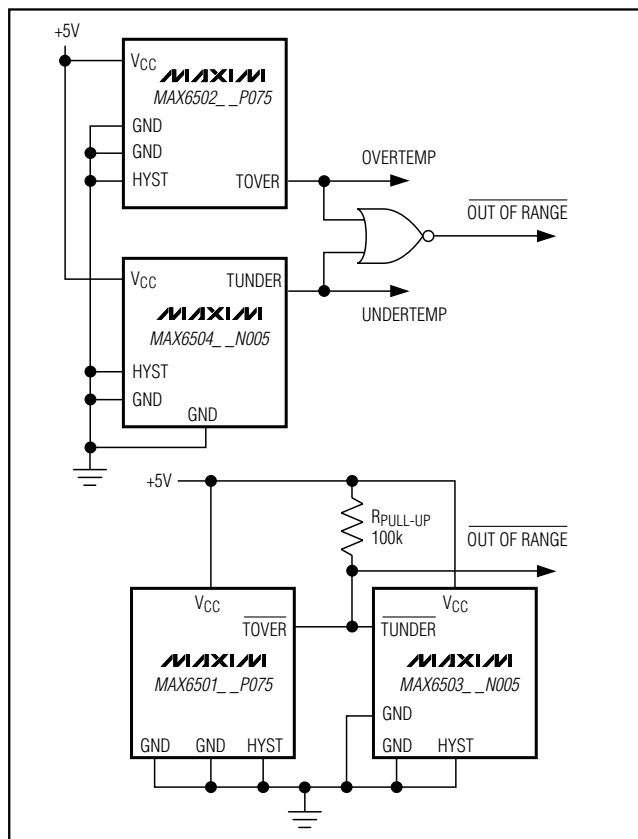 +5V
VCC
MAXIM
MAX6502_ _P075
GND
GND
HYST
TOVER
OVERTEMP
OUT OF RANGE
VCC
TUNDER
MAXIM
MAX6504_ _N005
UNDERTEMP
HYST
GND
GND
+5V
RPULL-UP
100k
OUT OF RANGE
VCC
TOVER
MAXIM
MAX6501_ _P075
GND
GND
HYST
VCC
TUNDER
MAXIM
MAX6503_ _N005
GND
GND
HYST